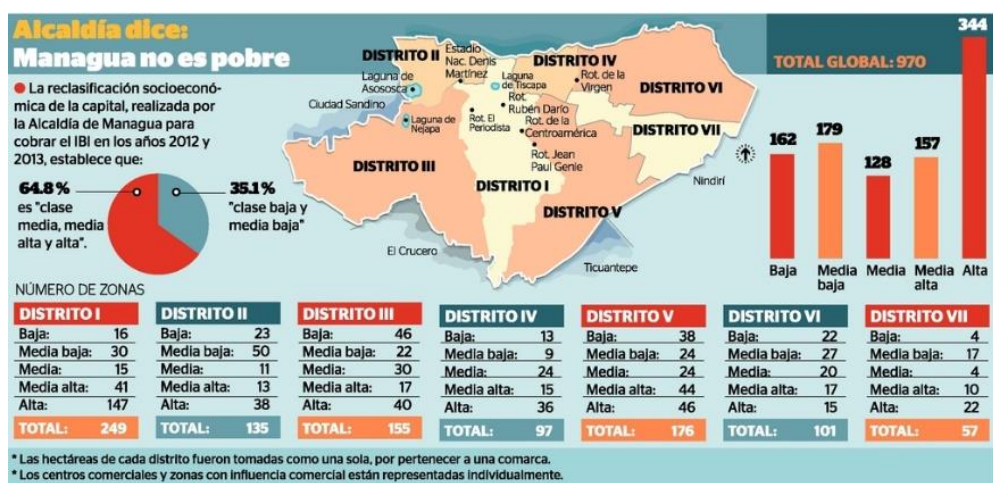 Alcaldía dice:
Managua no es pobre
La reclasificación socioeconó-
mica de la capital, realizada por
la Alcaldía de Managua para
cobrar el IBI en los años 2012 y
2013, establece que:
64.8%
es "clase
media, media
alta y alta".
35.1%
"clase baja y
media baja"
DISTRITO II
Estadio
Nac. Denis
Martínez
DISTRITO IV
Laguna de
Asososca
Laguna
de Tiscapa
Rot. de la
Virgen
DISTRITO VI
Ciudad Sandino
Laguna de
Nejapa
Rot. El
Periodista
Rot.
Rubén Darío
Rot. de la
Centroamérica
DISTRITO VII
DISTRITO III
Rot. Jean
Paul Genie
Nindirí
DISTRITO I
DISTRITO V
El Crucero
Ticuantepe
TOTAL GLOBAL: 970
162
179
128
157
344
Baja
Media
baja
Media
Media
alta
Alta
NÚMERO DE ZONAS
DISTRITO I
Baja: 16
Media baja: 30
Media: 15
Media alta: 41
Alta: 147
TOTAL: 249
DISTRITO II
Baja: 23
Media baja: 50
Media: 11
Media alta: 13
Alta: 38
TOTAL: 135
DISTRITO III
Baja: 46
Media baja: 22
Media: 30
Media alta: 17
Alta: 40
TOTAL: 155
DISTRITO IV
Baja: 13
Media baja: 9
Media: 24
Media alta: 15
Alta: 36
TOTAL: 97
DISTRITO V
Baja: 38
Media baja: 24
Media: 24
Media alta: 44
Alta: 46
TOTAL: 176
DISTRITO VI
Baja: 22
Media baja: 27
Media: 20
Media alta: 17
Alta: 15
TOTAL: 101
DISTRITO VII
Baja: 4
Media baja: 17
Media: 4
Media alta: 10
Alta: 22
TOTAL: 57
* Las hectáreas de cada distrito fueron tomadas como una sola, por pertenecer a una comarca.
* Los centros comerciales y zonas con influencia comercial están representadas individualmente.